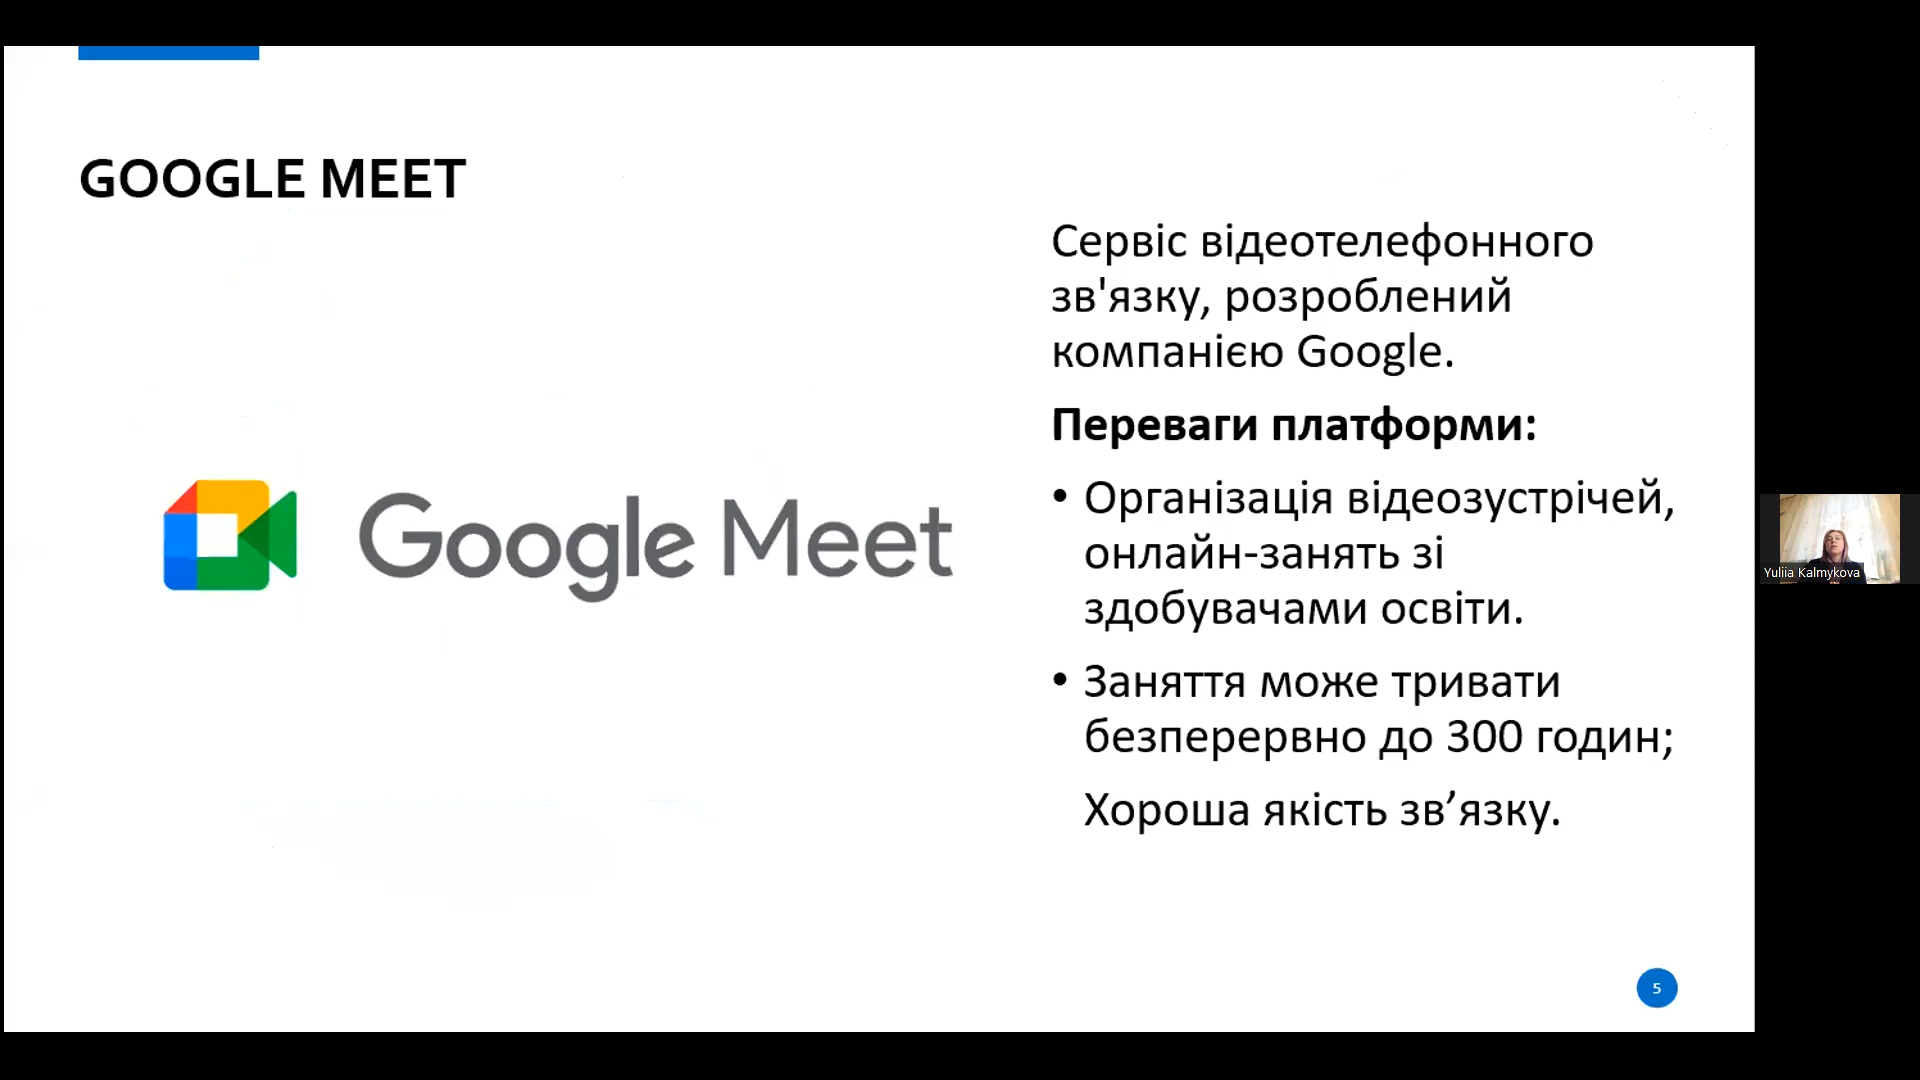 GOOGLE MEET
Google Meet
Сервіс відеотелефонного
зв'язку, розроблений
компанією Google.
Переваги платформи:
• Організація відеозустрічей,
онлайн-занять зі
здобувачами освіти.
• Заняття може тривати
безперервно до 300 годин;
Хороша якість зв’язку.
5
Yuliia Kalmykova